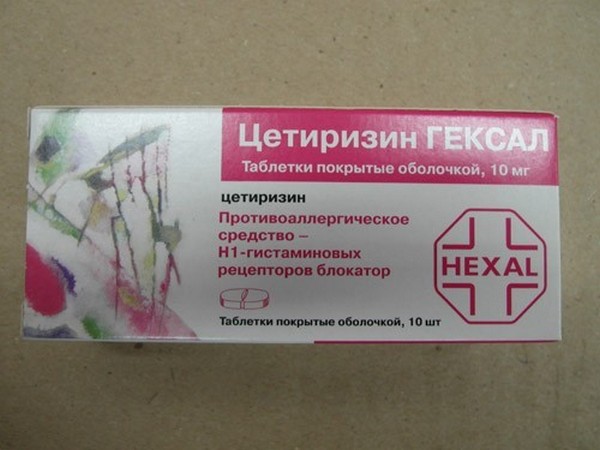 Цетиризин ГЕКСАЛ
Таблетки покрытые оболочкой, 10 мг
цетиризин
Противоаллергическое
средство –
Н1-гистаминовых
рецепторов блокатор
HEXAL
Таблетки покрытые оболочкой, 10 шт